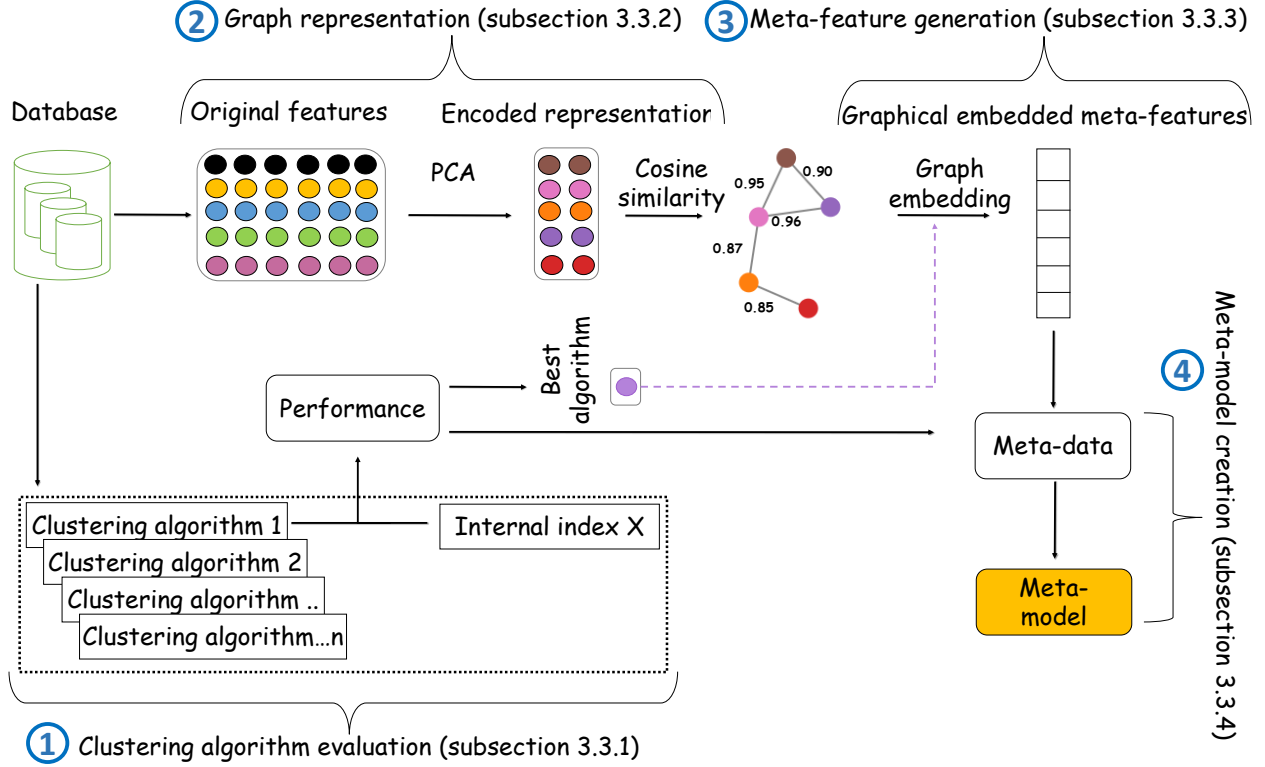 2 Graph representation (subsection 3.3.2)
3 Meta-feature generation (subsection 3.3.3)
Database
Original features
Encoded representation
Graphical embedded meta-features
PCA
Cosine
similarity
0.95
0.90
0.96
0.87
0.85
Graph
embedding
Best
algorithm
Performance
Meta-data
Meta-
model
4 Meta-model creation (subsection 3.3.4)
Clustering algorithm 1
Clustering algorithm 2
Clustering algorithm ..
Clustering algorithm...n
Internal index X
1 Clustering algorithm evaluation (subsection 3.3.1)